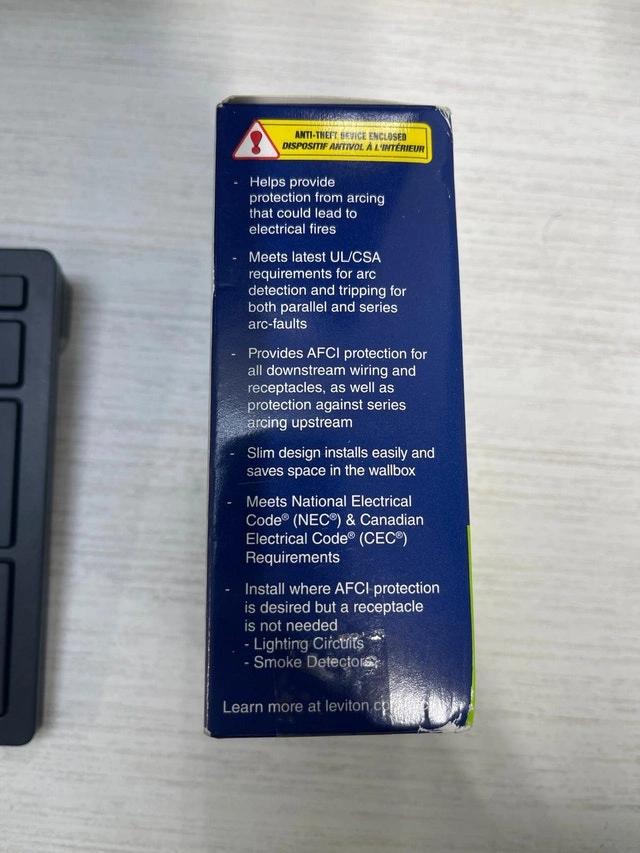 ANTI-THEFT DEVICE ENCLOSED
DISPOSITIF ANTIVOL À L'INTÉRIEUR
- Helps provide
protection from arcing
that could lead to
electrical fires
- Meets latest UL/CSA
requirements for arc
detection and tripping for
both parallel and series
arc-faults
- Provides AFCI protection for
all downstream wiring and
receptacles, as well as
protection against series
arcing upstream
- Slim design installs easily and
saves space in the wallbox
- Meets National Electrical
Code® (NEC®) & Canadian
Electrical Code® (CEC®)
Requirements
- Install where AFCI protection
is desired but a receptacle
is not needed
- Lighting Circuits
- Smoke Detectors
Learn more at